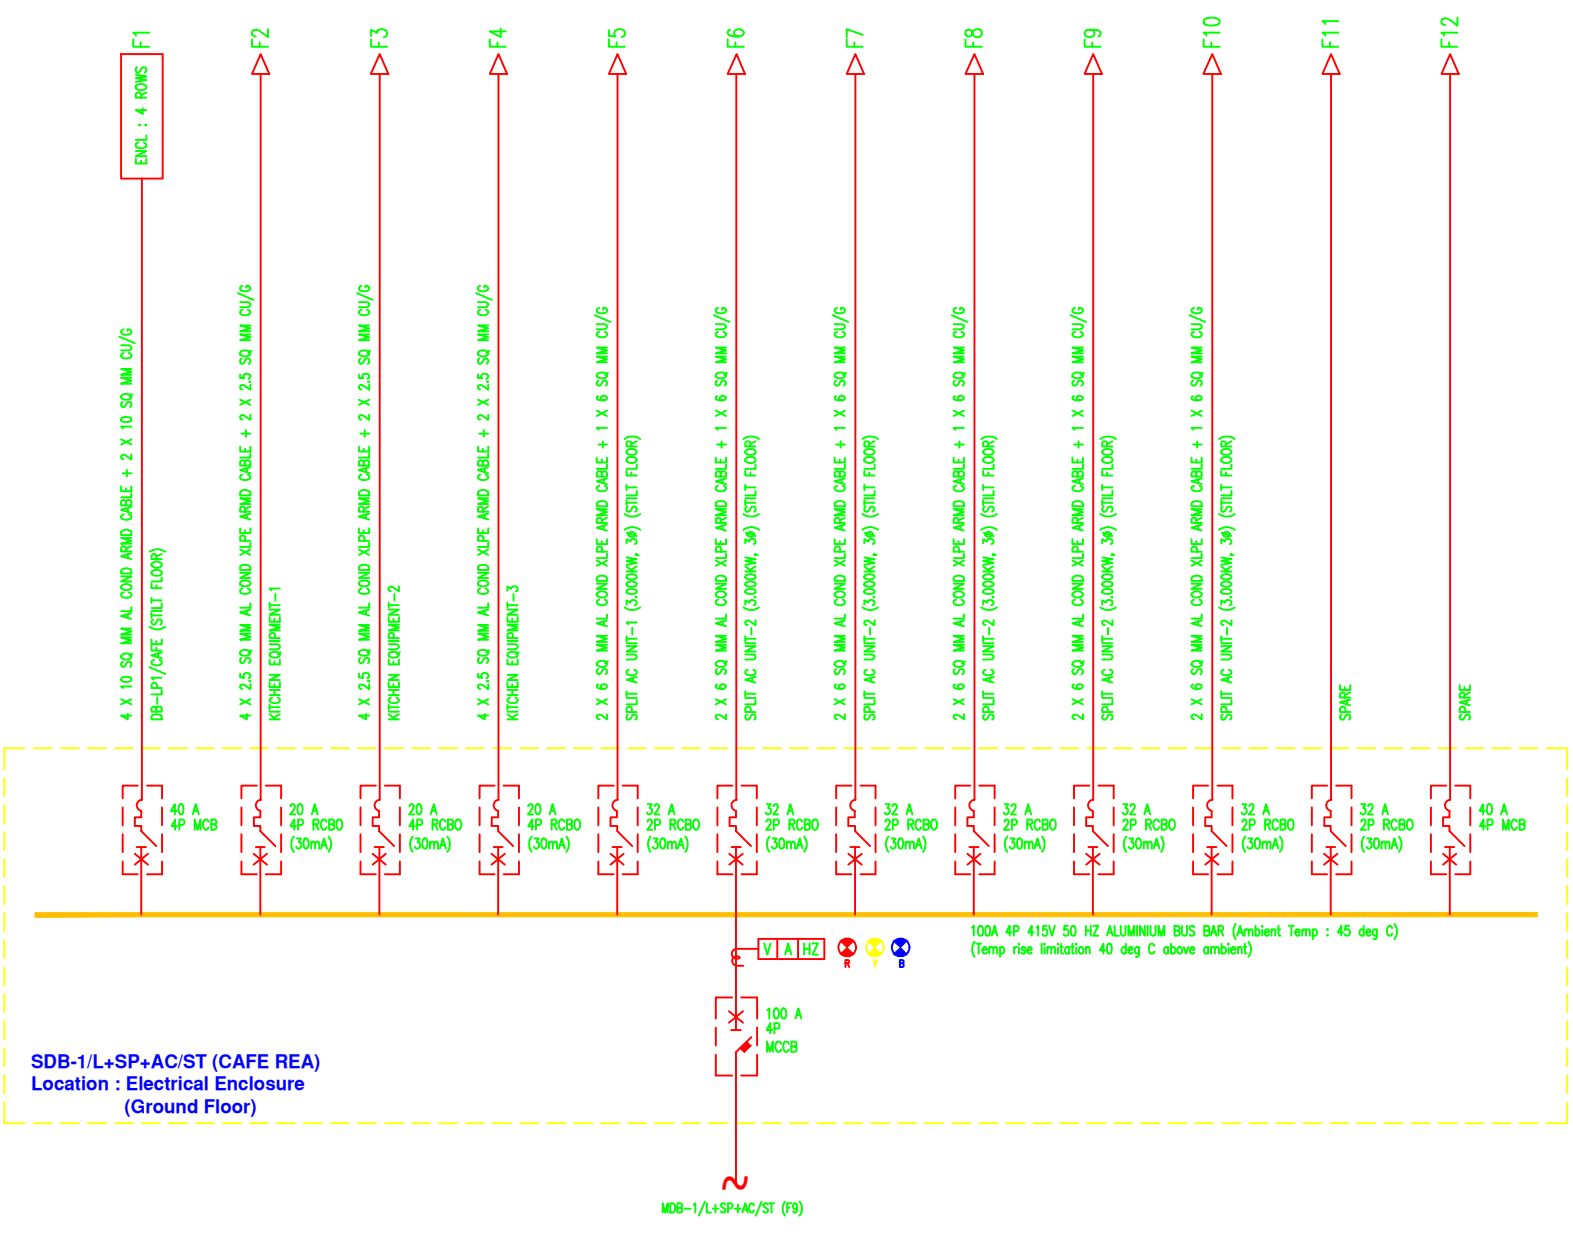 F1
F2
F3
F4
F5
F6
F7
F8
F9
F10
F11
F12
ENCL : 4 ROWS
4 X 10 SQ MM AL COND ARMD CABLE + 2 X 10 SQ MM CU/G
DB-LP1/CAFE (STILT FLOOR)
4 X 2.5 SQ MM AL COND XLPE ARMD CABLE + 2 X 2.5 SQ MM CU/G
KITCHEN EQUIPMENT-1
4 X 2.5 SQ MM AL COND XLPE ARMD CABLE + 2 X 2.5 SQ MM CU/G
KITCHEN EQUIPMENT-2
4 X 2.5 SQ MM AL COND XLPE ARMD CABLE + 2 X 2.5 SQ MM CU/G
KITCHEN EQUIPMENT-3
2 X 6 SQ MM AL COND XLPE ARMD CABLE + 1 X 6 SQ MM CU/G
SPLIT AC UNIT-1 (3.000KW, 3Ø) (STILT FLOOR)
2 X 6 SQ MM AL COND XLPE ARMD CABLE + 1 X 6 SQ MM CU/G
SPLIT AC UNIT-2 (3.000KW, 3Ø) (STILT FLOOR)
2 X 6 SQ MM AL COND XLPE ARMD CABLE + 1 X 6 SQ MM CU/G
SPLIT AC UNIT-2 (3.000KW, 3Ø) (STILT FLOOR)
2 X 6 SQ MM AL COND XLPE ARMD CABLE + 1 X 6 SQ MM CU/G
SPLIT AC UNIT-2 (3.000KW, 3Ø) (STILT FLOOR)
2 X 6 SQ MM AL COND XLPE ARMD CABLE + 1 X 6 SQ MM CU/G
SPLIT AC UNIT-2 (3.000KW, 3Ø) (STILT FLOOR)
2 X 6 SQ MM AL COND XLPE ARMD CABLE + 1 X 6 SQ MM CU/G
SPLIT AC UNIT-2 (3.000KW, 3Ø) (STILT FLOOR)
SPARE
SPARE
40 A
4P MCB
20 A
4P RCBO
(30mA)
20 A
4P RCBO
(30mA)
20 A
4P RCBO
(30mA)
32 A
2P RCBO
(30mA)
32 A
2P RCBO
(30mA)
32 A
2P RCBO
(30mA)
32 A
2P RCBO
(30mA)
32 A
2P RCBO
(30mA)
32 A
2P RCBO
(30mA)
32 A
2P RCBO
(30mA)
40 A
4P MCB
100A 4P 415V 50 HZ ALUMINIUM BUS BAR (Ambient Temp : 45 deg C)
(Temp rise limitation 40 deg C above ambient)
V A HZ
R Y B
100 A
4P
MCCB
SDB-1/L+SP+AC/ST (CAFE REA)
Location : Electrical Enclosure
(Ground Floor)
MDB-1/L+SP+AC/ST (F9)